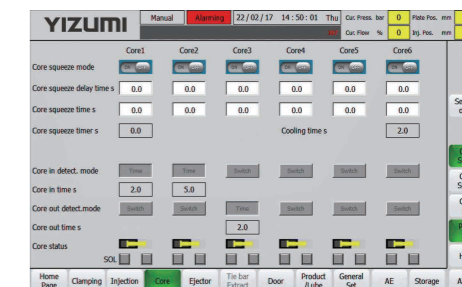 YIZUMI Manual Alarming 22/02/17 14:50:01 Thu Cur. Press. bar 0 Plate Pos. mm
Cur. Flow % 0 Inj. Pos. mm
Core1 Core2 Core3 Core4 Core5 Core6
Core squeeze mode
Core squeeze delay time s 0.0 0.0 0.0 0.0 0.0 0.0
Core squeeze time s 0.0 0.0 0.0 0.0 0.0 0.0
Core squeeze timer s 0.0 Cooling time s 2.0
Core in detect. mode Time Time Switch Switch Switch Switch
Core in time s 2.0 5.0
Core out detect.mode Switch Switch Time Switch Switch Switch
Core out time s 2.0
Core status
SOL
Home Page Clamping Injection Core Ejector Tie bar Extract Door Product /Lube General Set AE Storage